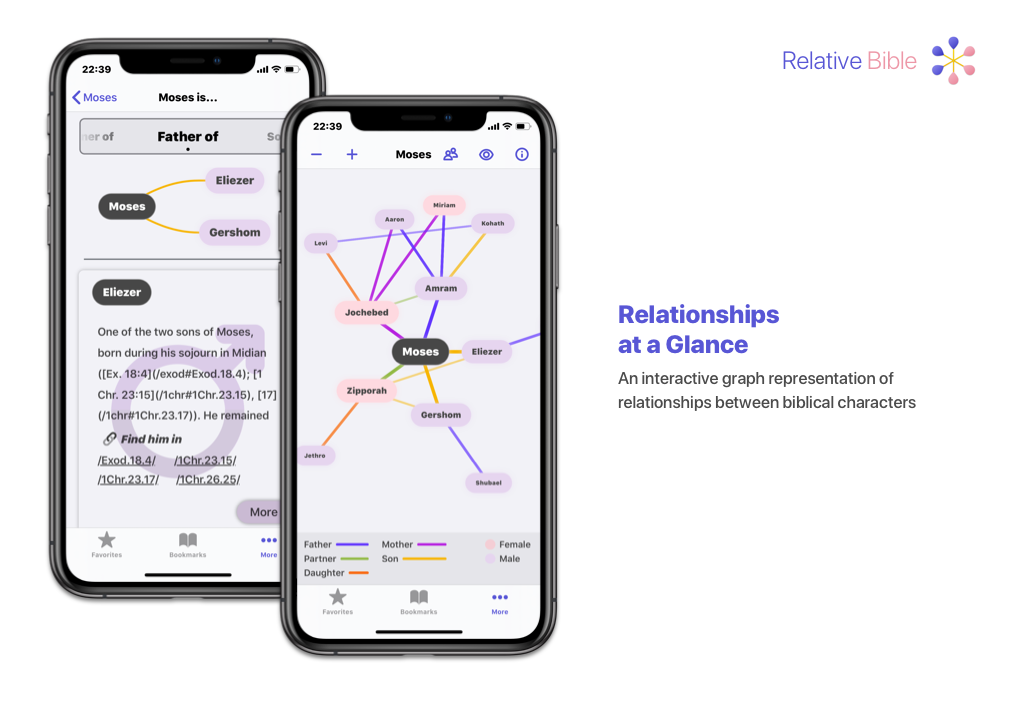 Relative Bible
22:39
Moses
Moses is...
Father of
Eliezer
Moses
Gershom
Eliezer
One of the two sons of Moses,
born during his sojourn in Midian
([Ex. 18:4](/exod#Exod.18.4); [1
Chr. 23:15](/1chr#1Chr.23.15), [17]
(/1chr#1Chr.23.17)). He remained
Find him in
/Exod.18.4/ /1Chr.23.15/
/1Chr.23.17/ /1Chr.26.25/
More
Favorites Bookmarks More
22:39
Moses
Miriam
Aaron
Kohath
Levi
Amram
Jochebed
Moses
Eliezer
Zipporah
Gershom
Jethro
Shubael
Father Mother Female
Partner Son Male
Daughter
Favorites Bookmarks More
Relationships
at a Glance
An interactive graph representation of
relationships between biblical characters